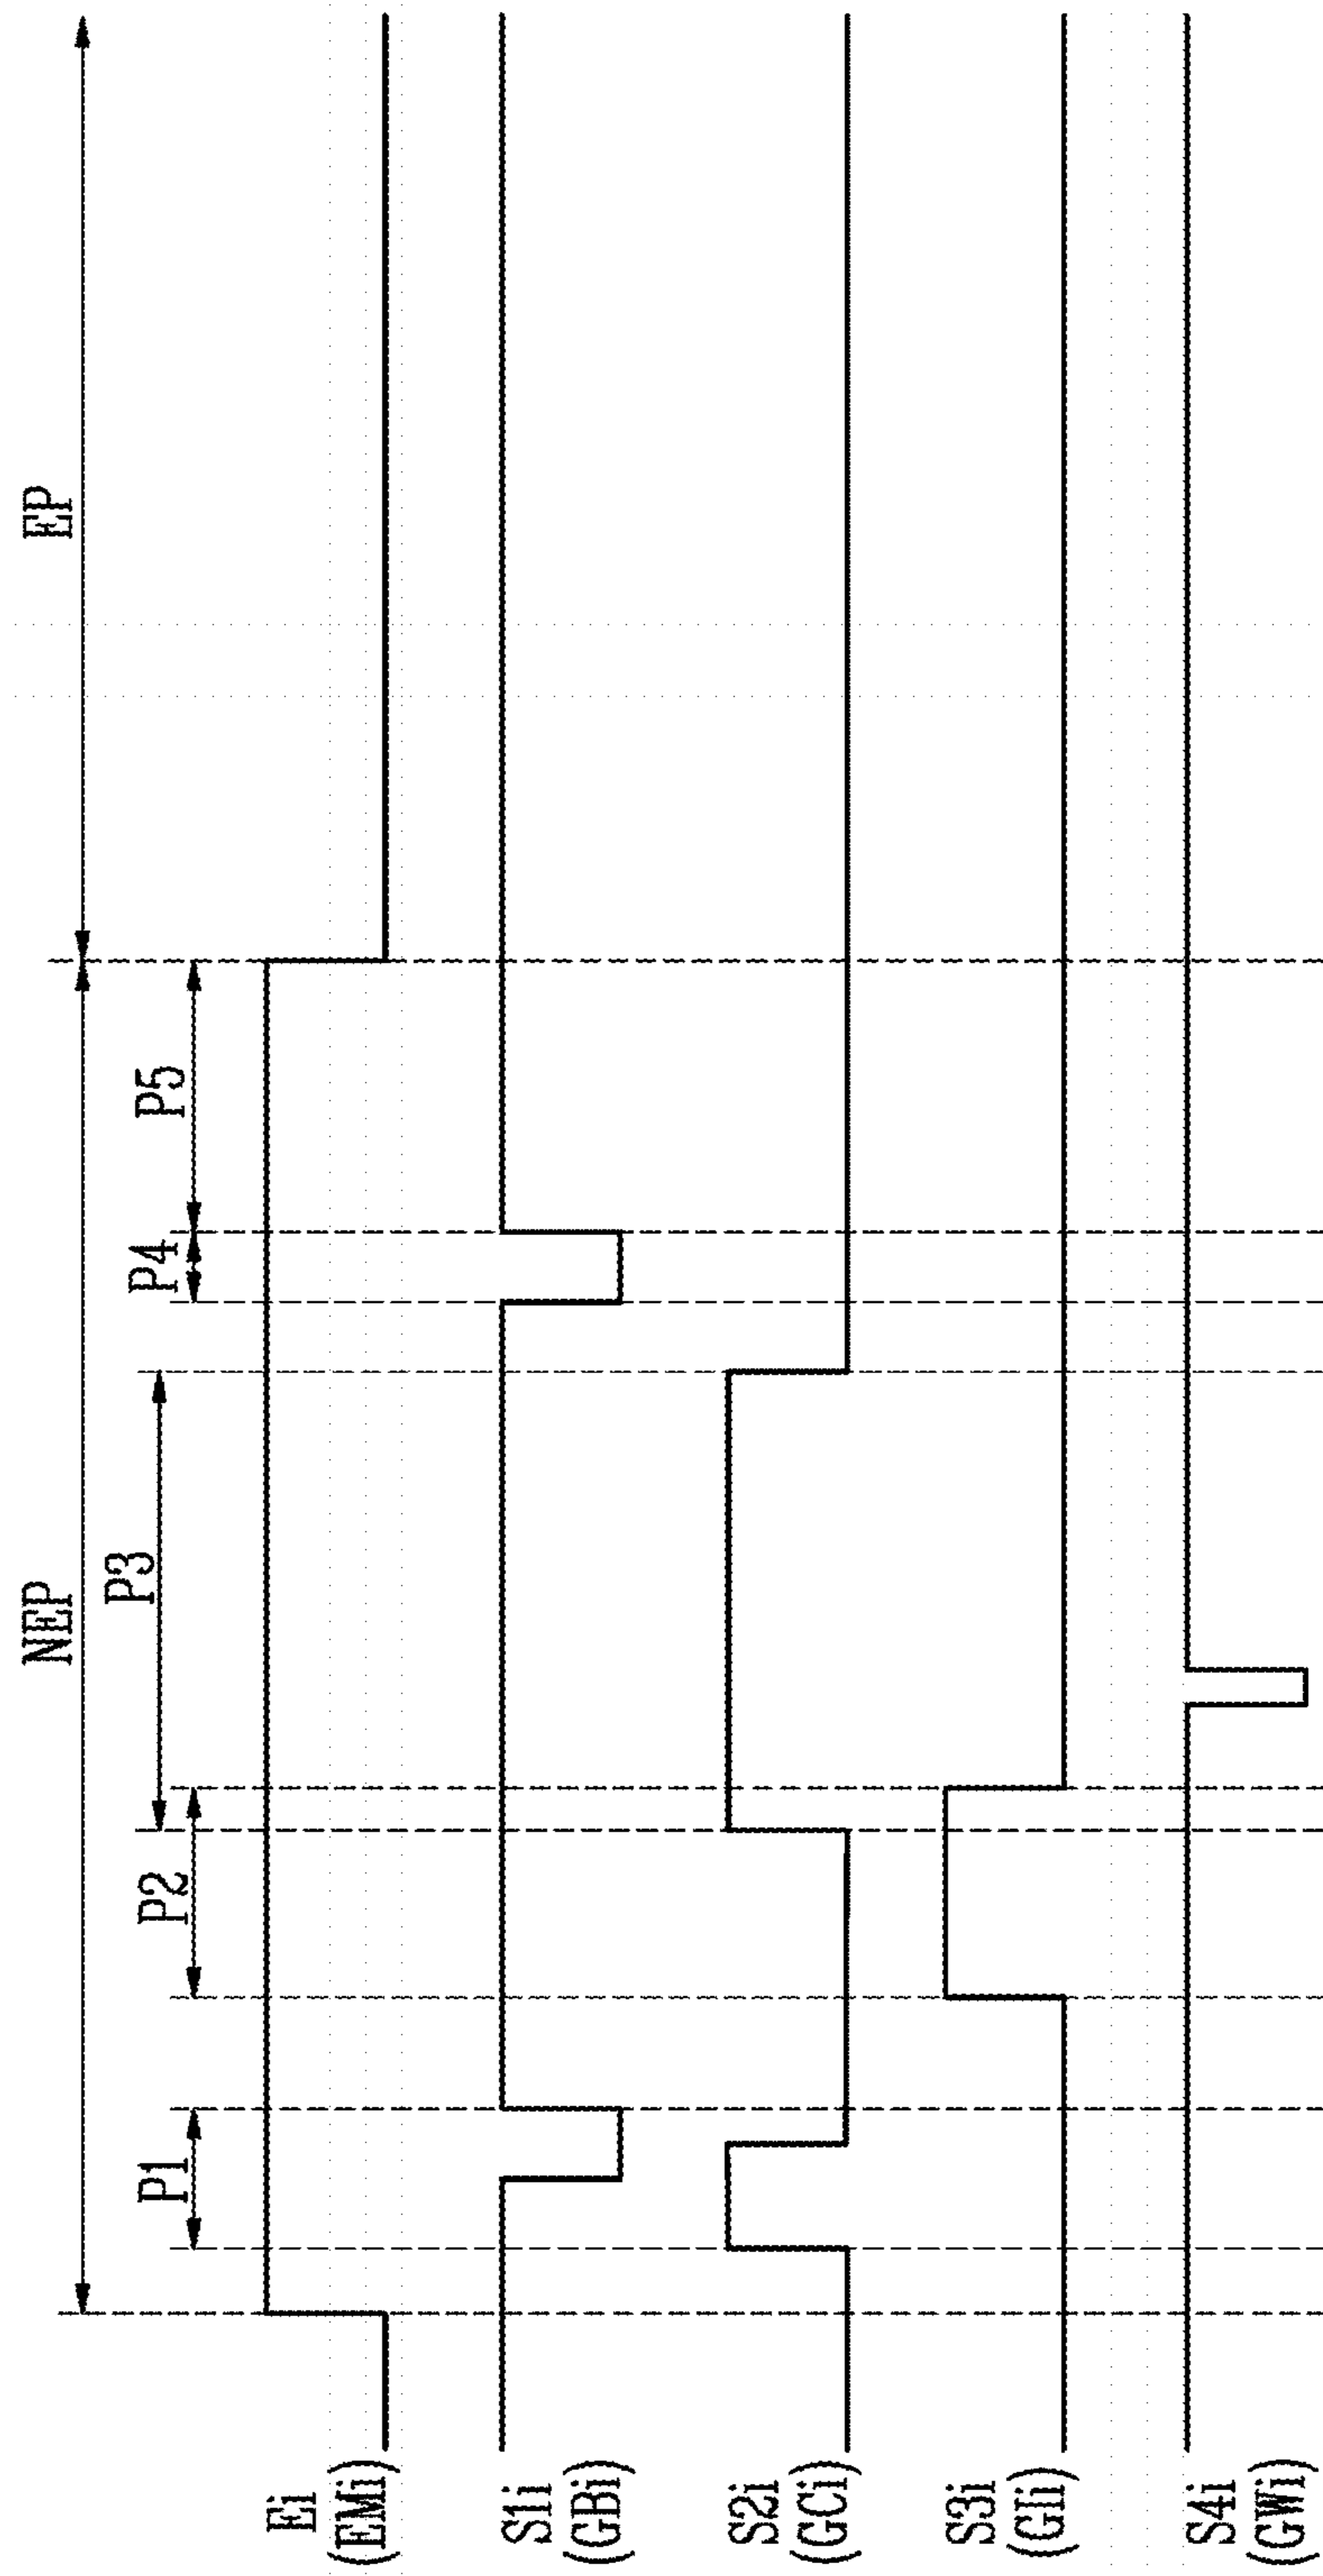 NEP
EP
P1
P2
P3
P4
P5
Ei
(EMi)
S1i
(GBi)
S2i
(GCi)
S3i
(GIi)
S4i
(GWi)